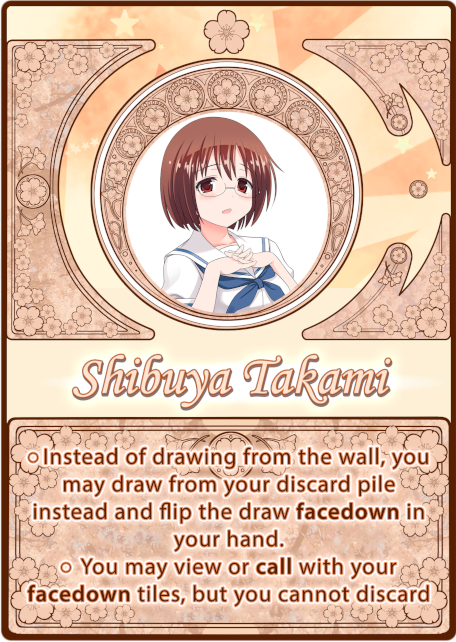 Shibuya Takami
○ Instead of drawing from the wall, you
may draw from your discard pile
instead and flip the draw facedown in
your hand.
○ You may view or call with your
facedown tiles, but you cannot discard